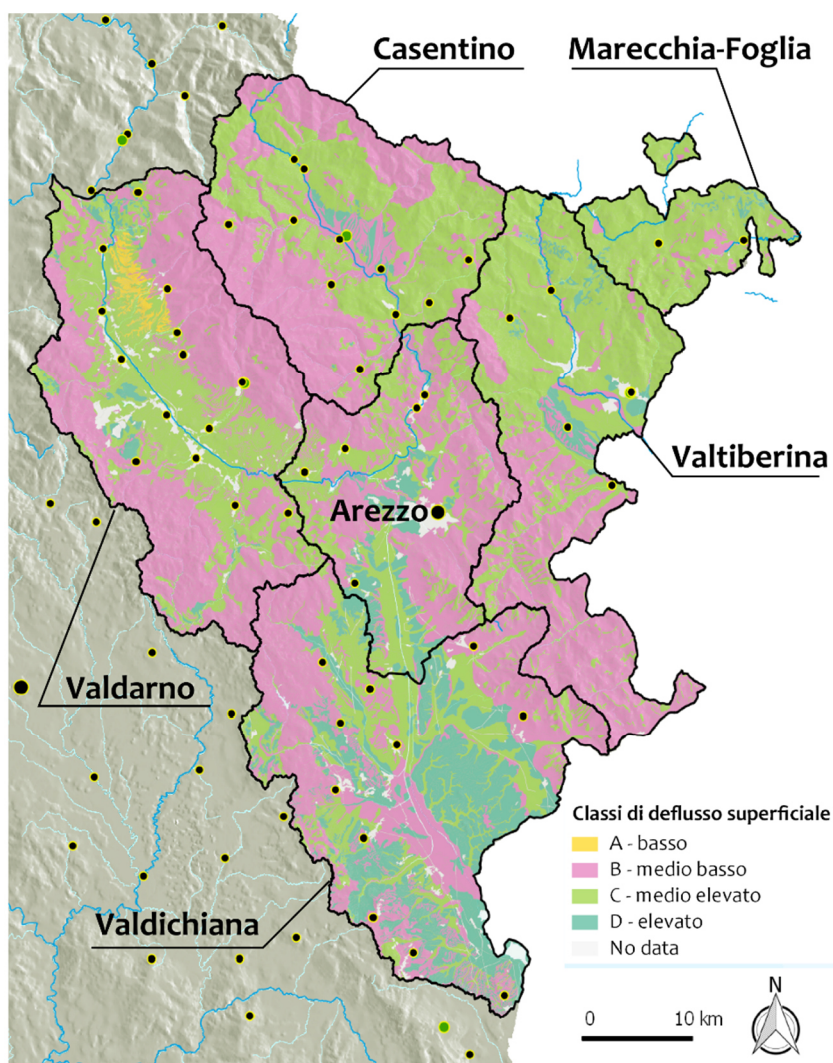 Casentino
Marecchia-Foglia
Valtiberina
Arezzo
Valdarno
Valdichiana
Classi di deflusso superficiale
A - basso
B - medio basso
C - medio elevato
D - elevato
No data
N
0 10 km